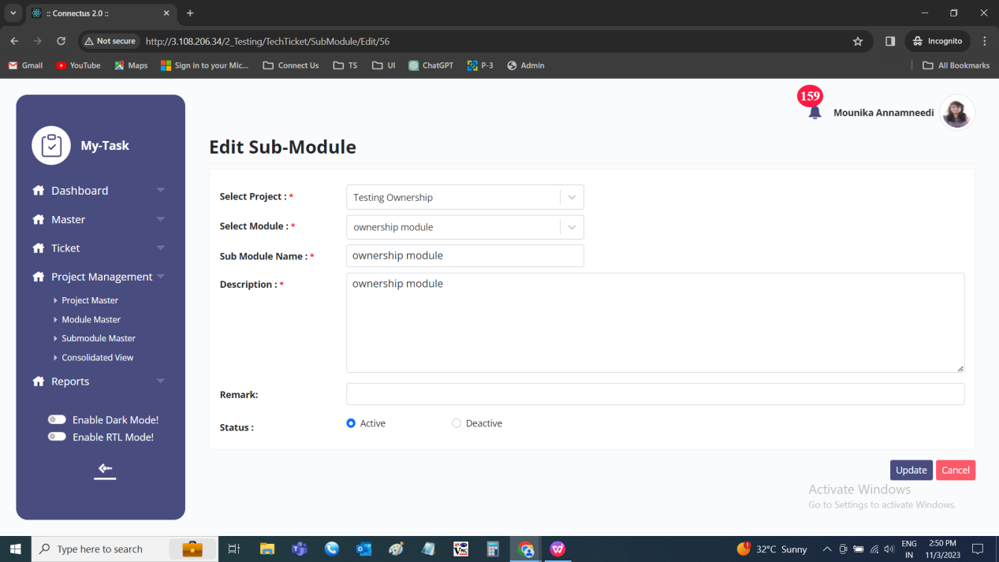 :: Connectus 2.0 ::
Not secure
http://3.108.206.34/2_Testing/TechTicket/SubModule/Edit/56
Incognito
Gmail
YouTube
Maps
Sign in to your Mic...
Connect Us
TS
UI
ChatGPT
P-3
Admin
All Bookmarks
159
Mounika Annamneedi
My-Task
Dashboard
Master
Ticket
Project Management
Project Master
Module Master
Submodule Master
Consolidated View
Reports
Enable Dark Mode!
Enable RTL Mode!
Edit Sub-Module
Select Project : *
Testing Ownership
Select Module : *
ownership module
Sub Module Name : *
ownership module
Description : *
ownership module
Remark:
Status :
Active
Deactive
Update
Cancel
Activate Windows
Go to Settings to activate Windows.
Type here to search
1
32°C Sunny
ENG
IN
2:50 PM
11/3/2023